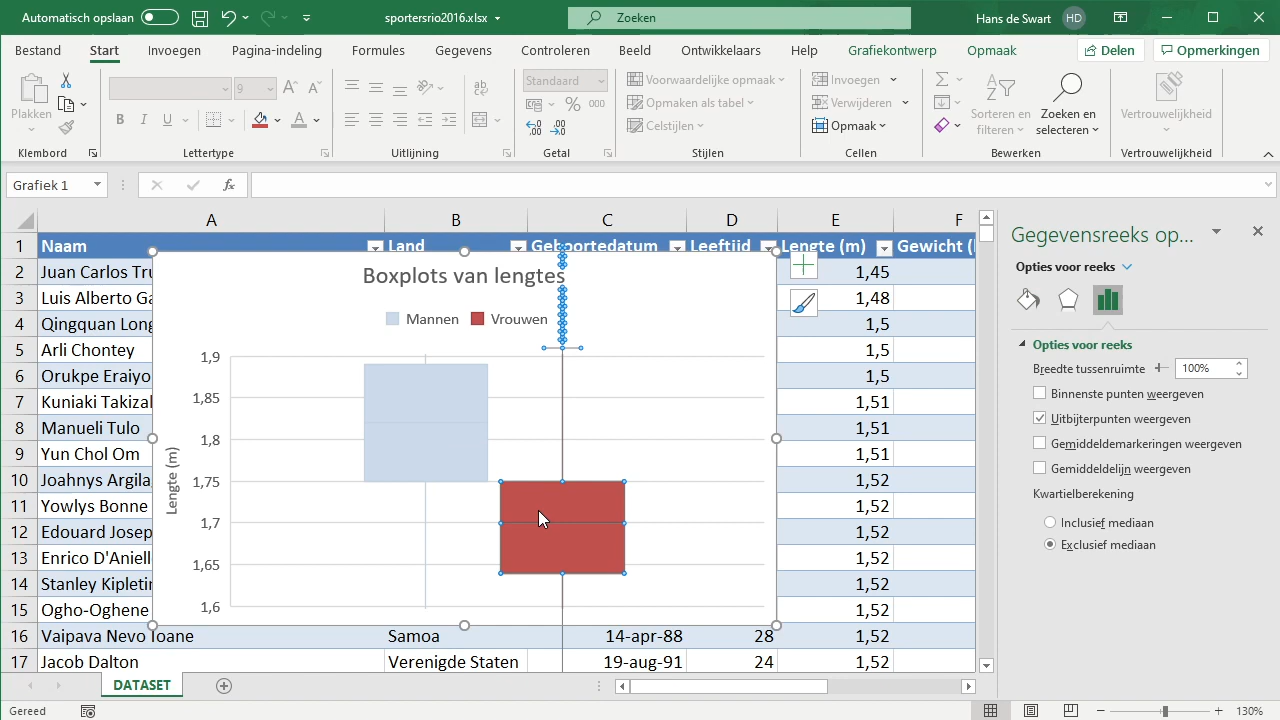 Automatisch opslaan sportersrio2016.xlsx Zoeken Hans de Swart HD
Bestand Start Invoegen Pagina-indeling Formules Gegevens Controleren Beeld Ontwikkelaars Help Grafiekontwerp Opmaak Delen Opmerkingen
Plakken
Klembord
9
B I U A
Lettertype
ab
Uitlijning
Standaard
% 000
Getal
Voorwaardelijke opmaak
Opmaken als tabel
Celstijlen
Stijlen
Invoegen
Verwijderen
Opmaak
Cellen
Sorteren en filteren
Zoeken en selecteren
Bewerken
Vertrouwelijkheid
Vertrouwelijkheid
Grafiek 1 fx
A B C D E F
1 Naam Land Geboortedatum Leeftijd Lengte (m) Gewicht (
2 Juan Carlos Tru 1,45
3 Luis Alberto Ga 1,48
4 Qingquan Long 1,5
5 Arli Chontey 1,5
6 Orukpe Eraiyo 1,5
7 Kuniaki Takizal 1,51
8 Manueli Tulo 1,51
9 Yun Chol Om 1,51
10 Joahnys Argila 1,52
11 Yowlys Bonne 1,52
12 Edouard Josep 1,52
13 Enrico D'Aniell 1,52
14 Stanley Kipletin 1,52
15 Ogho-Oghene 1,52
16 Vaipava Nevo Ioane Samoa 14-apr-88 28 1,52
17 Jacob Dalton Verenigde Staten 19-aug-91 24 1,52
Boxplots van lengtes
Mannen Vrouwen
Lengte (m)
1,9
1,85
1,8
1,75
1,7
1,65
1,6
Gegevensreeks op...
Opties voor reeks
Opties voor reeks
Breedte tussenruimte 100%
Binnenste punten weergeven
Uitbijterpunten weergeven
Gemiddeldemarkeringen weergeven
Gemiddeldelijn weergeven
Kwartielberekening
Inclusief mediaan
Exclusief mediaan
DATASET
Gereed 130%